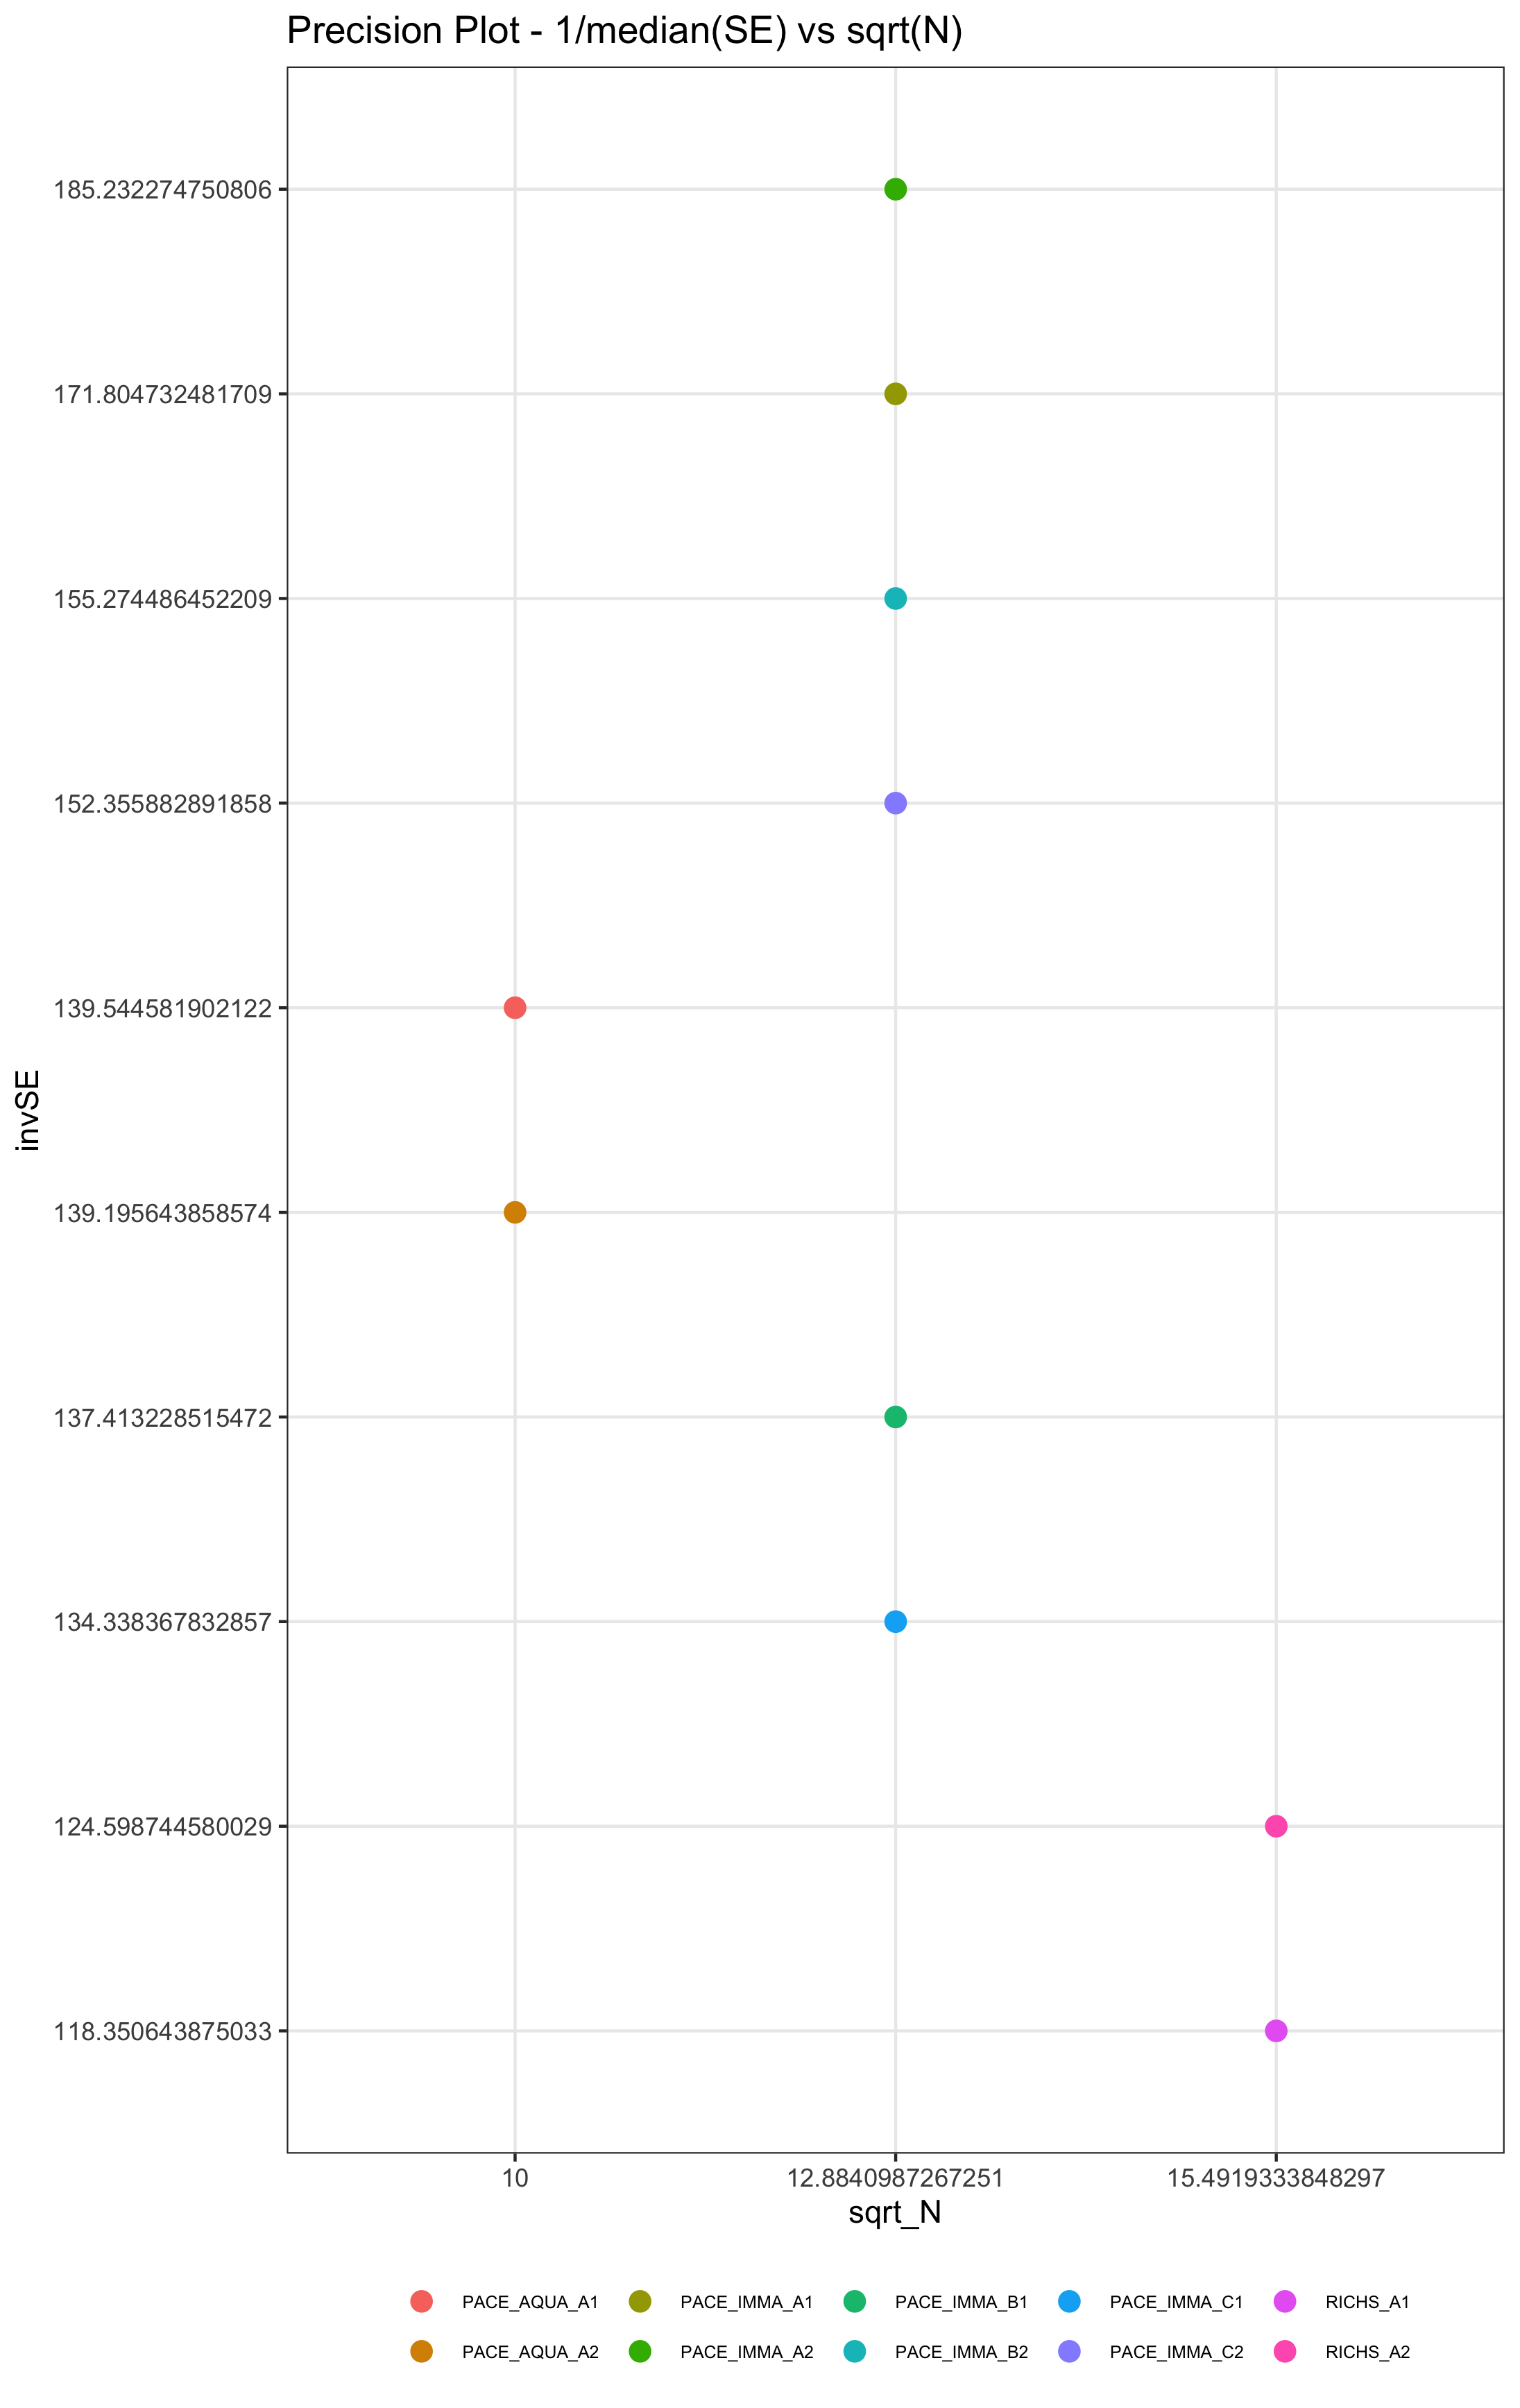 Precision Plot - 1/median(SE) vs sqrt(N)
185.232274750806
171.804732481709
155.274486452209
152.355882891858
139.544581902122
invSE
139.195643858574
137.413228515472
134.338367832857
124.598744580029
118.350643875033
10 12.8840987267251 15.4919333848297
sqrt_N
PACE_AQUA_A1 PACE_IMMA_A1 PACE_IMMA_B1 PACE_IMMA_C1 RICHS_A1
PACE_AQUA_A2 PACE_IMMA_A2 PACE_IMMA_B2 PACE_IMMA_C2 RICHS_A2